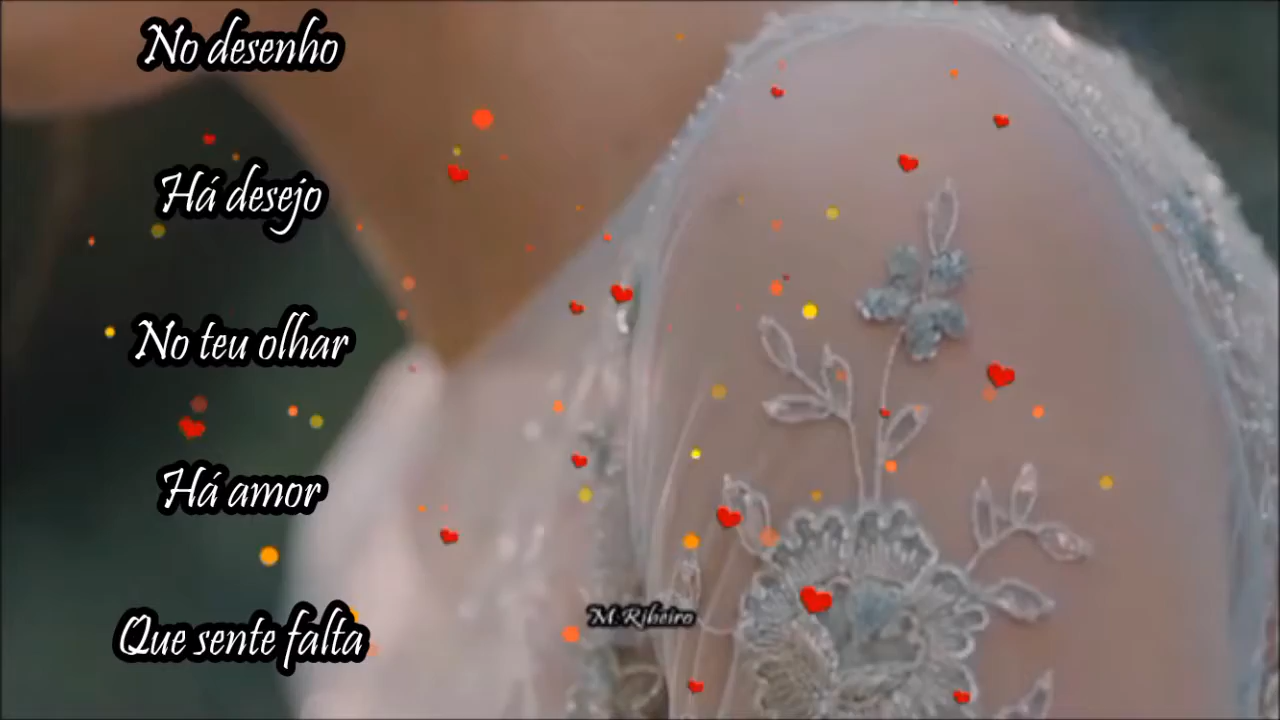 No desenho
Há desejo
No teu olhar
Há amor
Que sente falta
M.Ribeiro